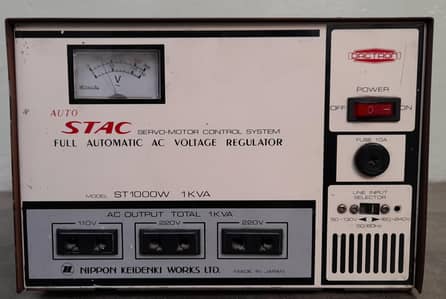 V
AUTO
STAC SERVO-MOTOR CONTROL SYSTEM
FULL AUTOMATIC AC VOLTAGE REGULATOR
MODEL ST1000W 1KVA
AC OUTPUT TOTAL 1KVA
110V 220V 220V
NIPPON KEIDENKI WORKS LTD. MADE IN JAPAN
POWER
OFF ON
FUSE 10A
LINE INPUT
SELECTOR
50/60Hz